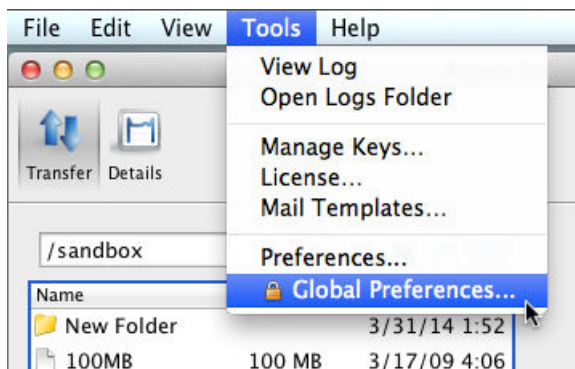 File Edit View Tools Help
View Log
Open Logs Folder
Manage Keys...
License...
Mail Templates...
Preferences...
Global Preferences...
Transfer Details
/sandbox
Name
New Folder 3/31/14 1:52
100MB 100 MB 3/17/09 4:06